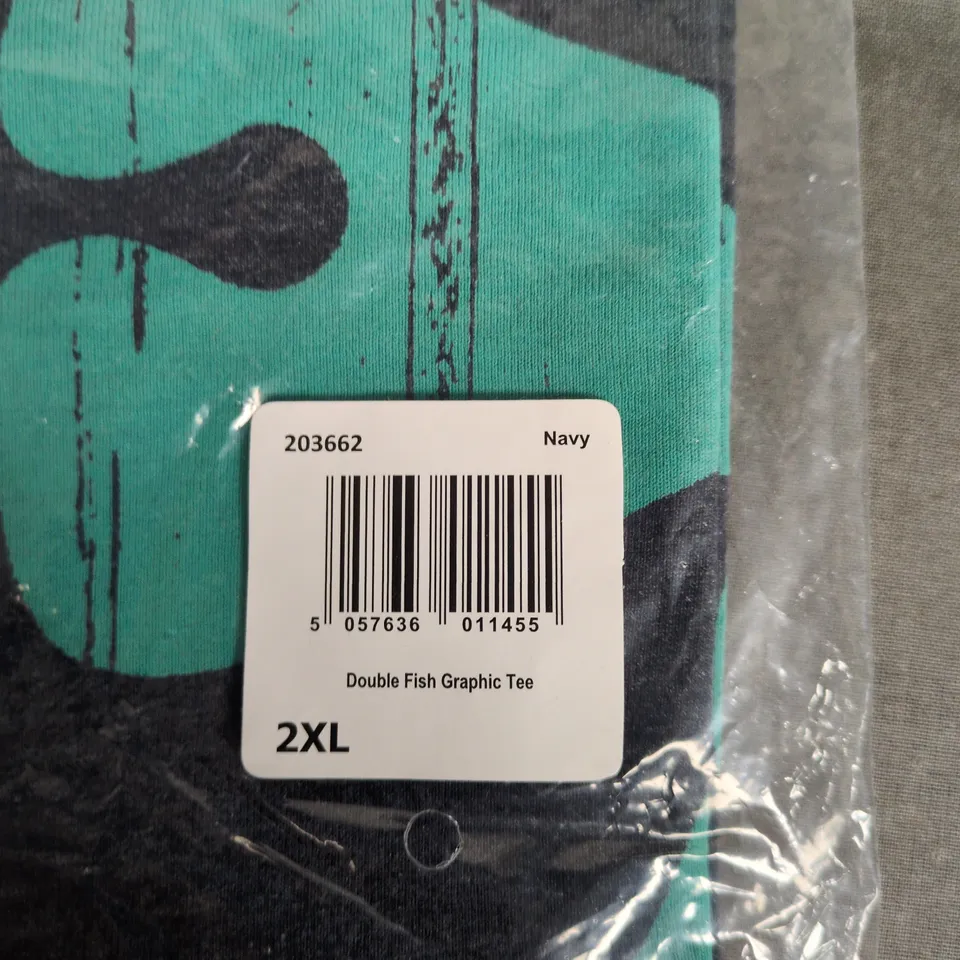 203662 Navy
5 057636 011455
Double Fish Graphic Tee
2XL